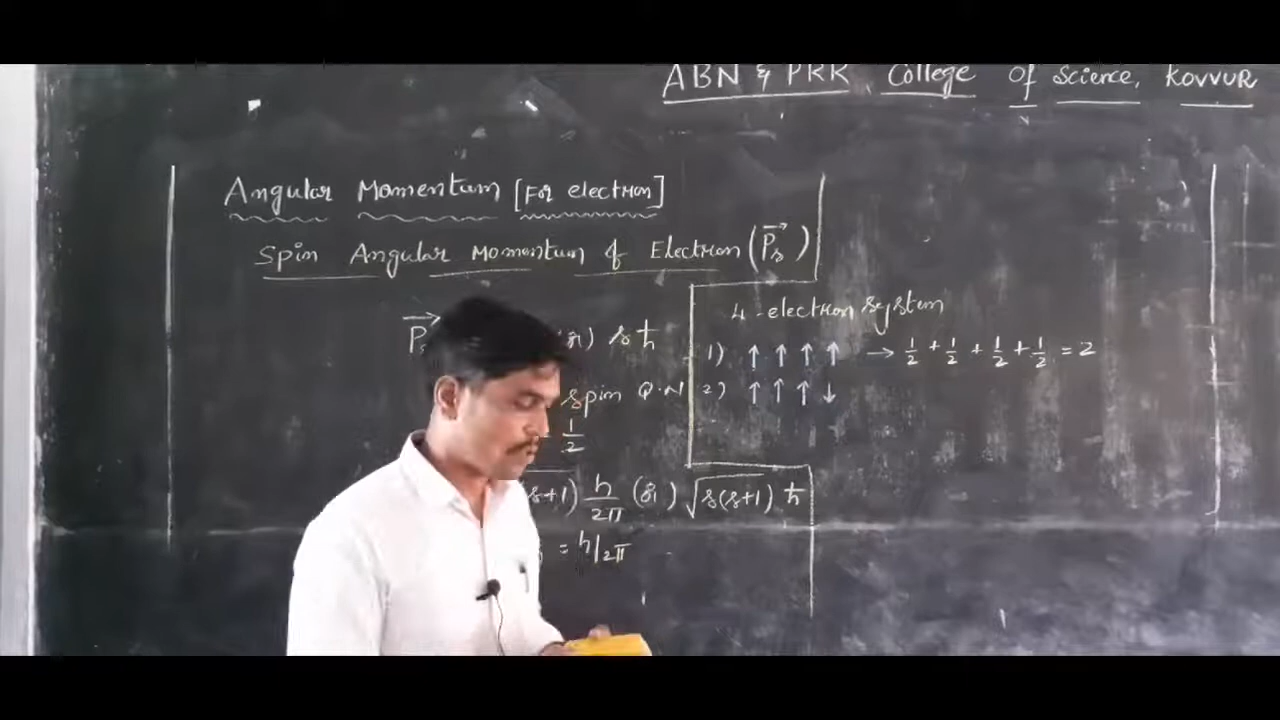 ABN & PRR College of Science, KOVVUR
Angular Momentum [For electron]
Spin Angular Momentum of Electron (P⃗s)
P⃗s (or) s ħ
spin Q.N
1/2
s+1) h/2π (or) √s(s+1) ħ
= h/2π
4-electron system
1) ↑ ↑ ↑ ↑ → 1/2 + 1/2 + 1/2 + 1/2 = 2
2) ↑ ↑ ↑ ↓